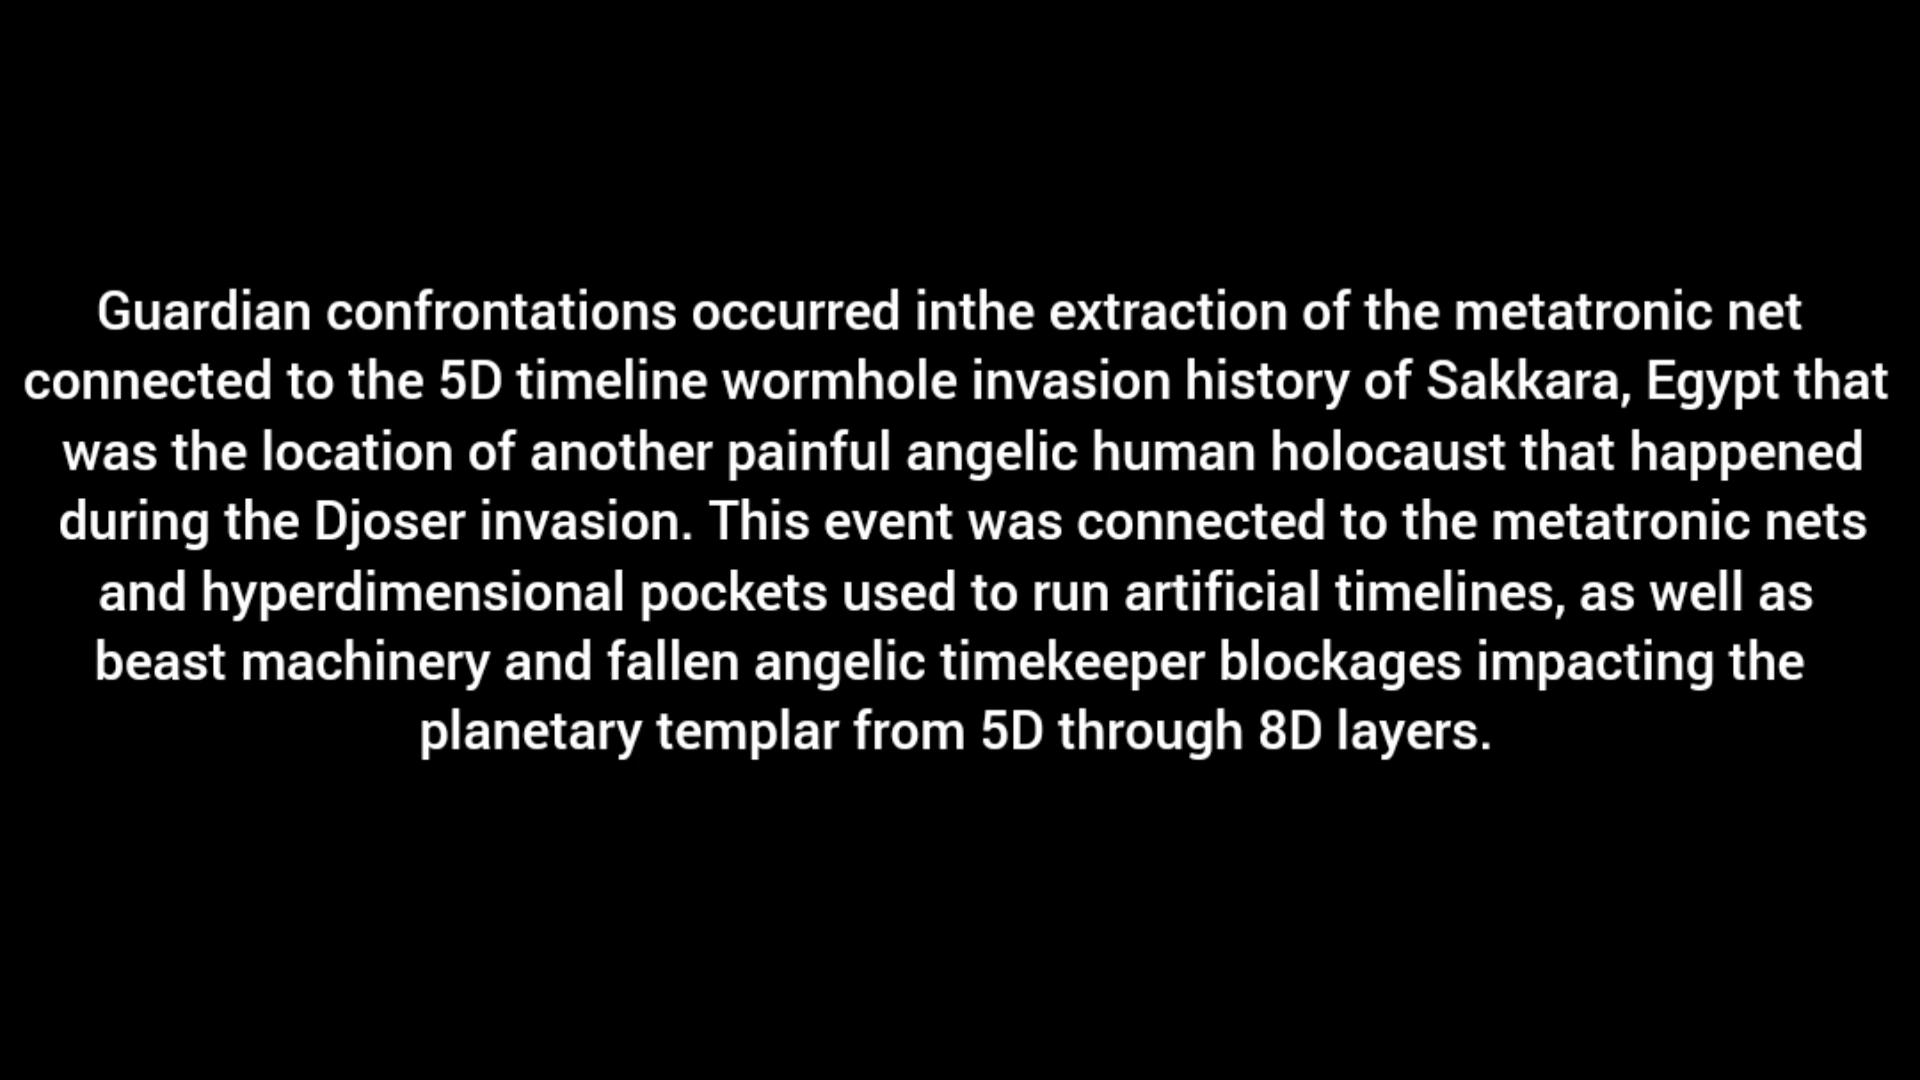 Guardian confrontations occurred inthe extraction of the metatronic net
connected to the 5D timeline wormhole invasion history of Sakkara, Egypt that
was the location of another painful angelic human holocaust that happened
during the Djoser invasion. This event was connected to the metatronic nets
and hyperdimensional pockets used to run artificial timelines, as well as
beast machinery and fallen angelic timekeeper blockages impacting the
planetary templar from 5D through 8D layers.